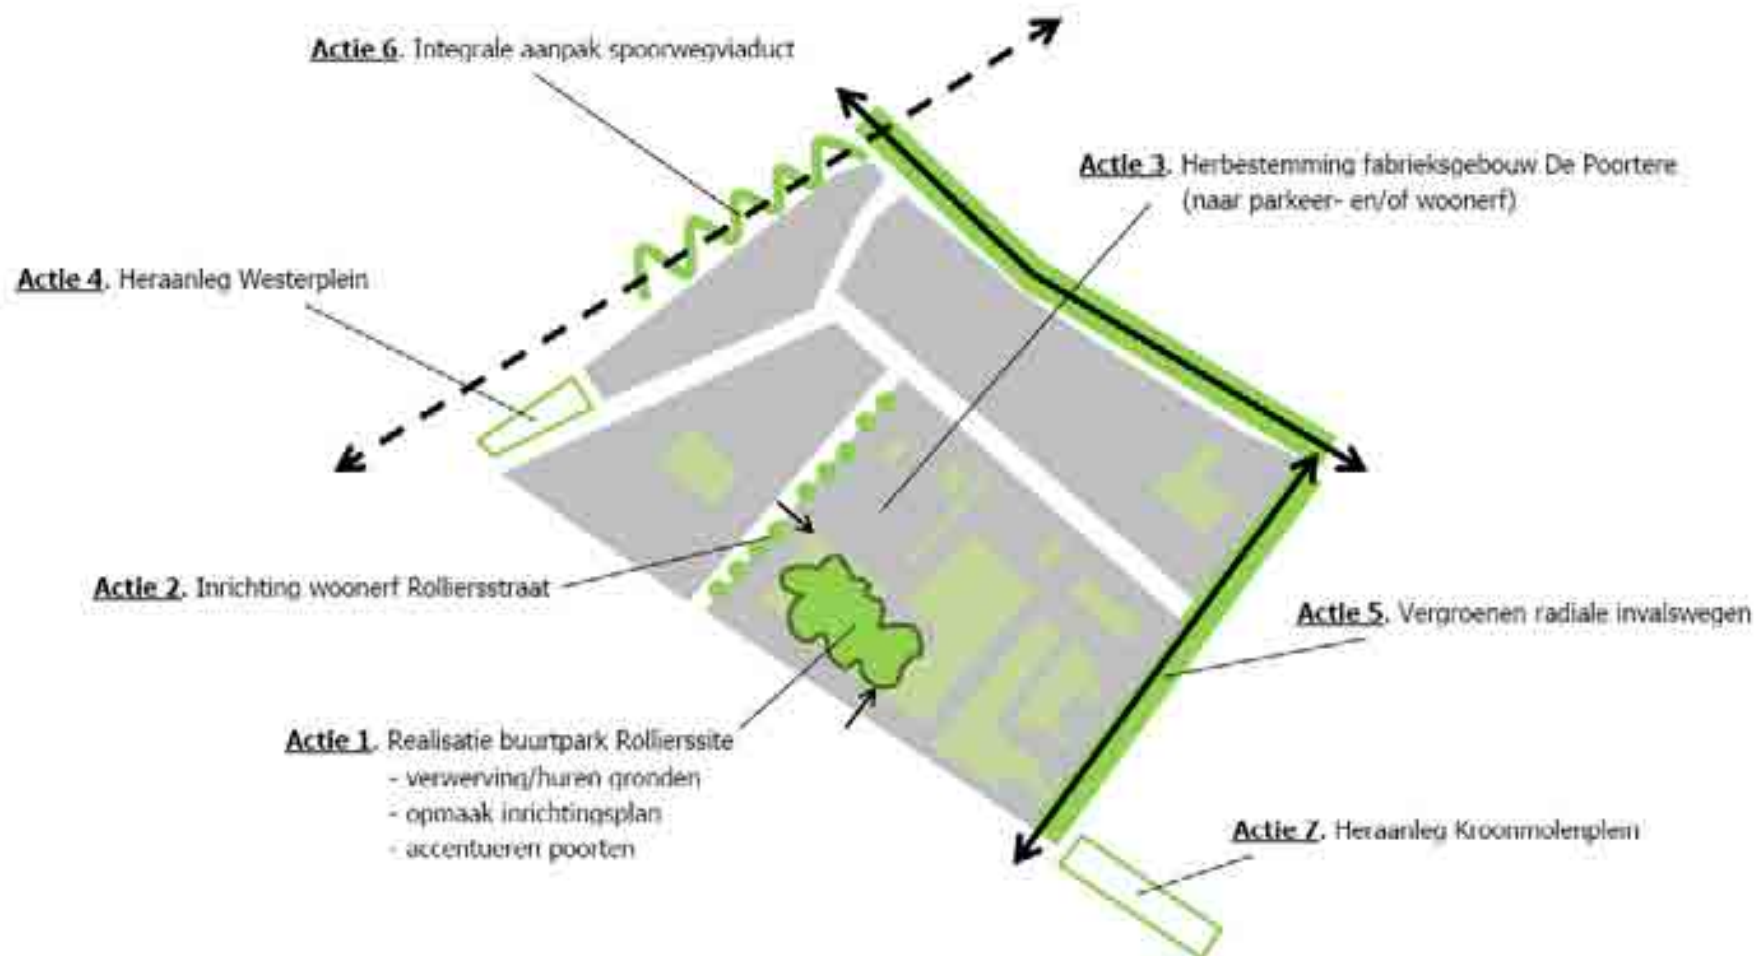 Actie 6. Integrale aanpak spoorwegviaduct
Actie 3. Herbestemming fabrieksgebouw De Poortere
(naar parkeer- en/of woonerf)
Actie 4. Heraanleg Westerplein
Actie 2. Inrichting woonerf Rolliersstraat
Actie 5. Vergroenen radiale invalswegen
Actie 1. Realisatie buurtpark Rollierssite
- verwerving/huren gronden
- opmaak inrichtingsplan
- accentueren poorten
Actie 7. Heraanleg Kroonmolenplein